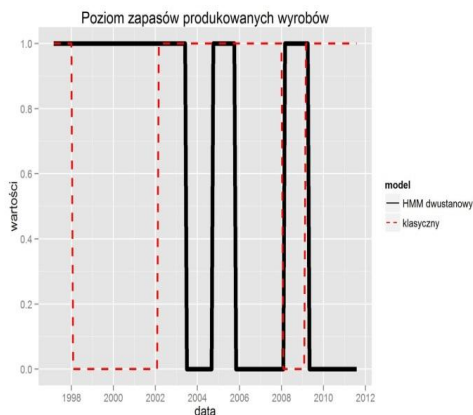 Poziom zapasów produkowanych wyrobów
1.0
0.8
0.6
0.4
0.2
0.0
wartości
1998 2000 2002 2004 2006 2008 2010 2012
data
model
HMM dwustanowy
klasyczny